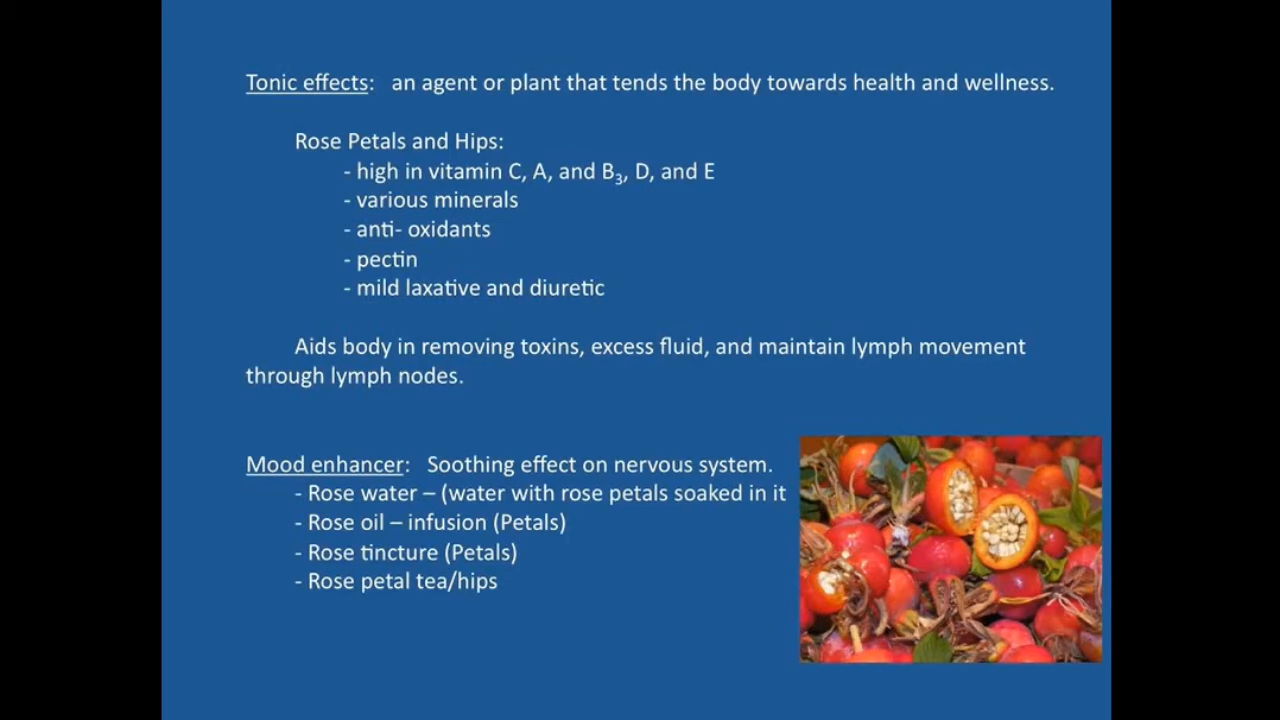 Tonic effects: an agent or plant that tends the body towards health and wellness.
Rose Petals and Hips:
- high in vitamin C, A, and B₃, D, and E
- various minerals
- anti- oxidants
- pectin
- mild laxative and diuretic
Aids body in removing toxins, excess fluid, and maintain lymph movement
through lymph nodes.
Mood enhancer: Soothing effect on nervous system.
- Rose water – (water with rose petals soaked in it
- Rose oil – infusion (Petals)
- Rose tincture (Petals)
- Rose petal tea/hips